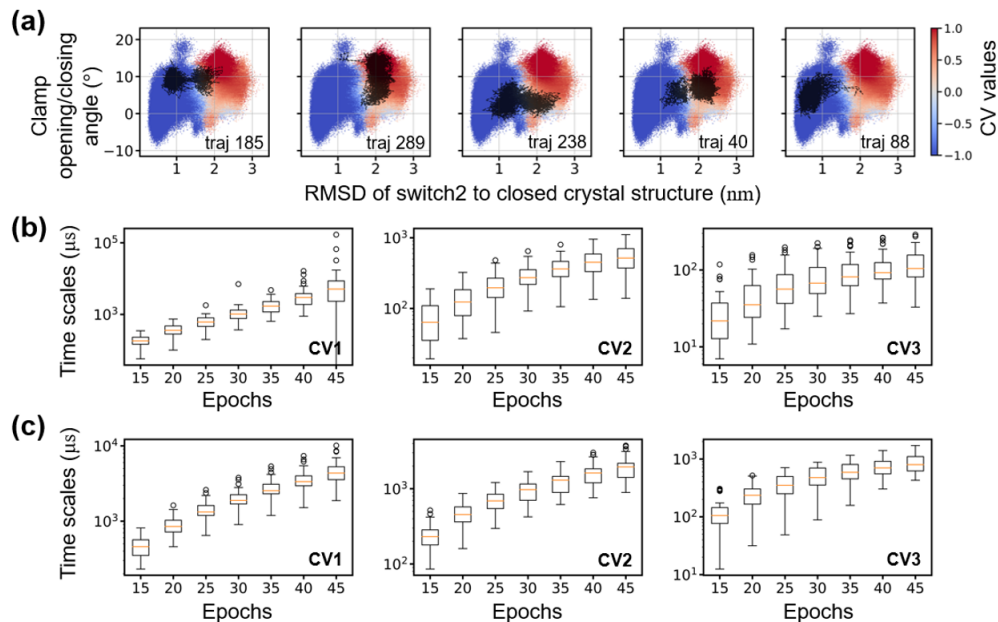 (a)
Clamp
opening/closing
angle (°)
20
10
0
−10
traj 185
traj 289
traj 238
traj 40
traj 88
1 2 3
1 2 3
1 2 3
1 2 3
1 2 3
RMSD of switch2 to closed crystal structure (nm)
1.0
0.5
0.0
−0.5
−1.0
CV values
(b)
Time scales (μs)
10^5
10^3
CV1
15 20 25 30 35 40 45
Epochs
10^3
10^2
CV2
15 20 25 30 35 40 45
Epochs
10^2
10^1
CV3
15 20 25 30 35 40 45
Epochs
(c)
Time scales (μs)
10^4
10^3
CV1
15 20 25 30 35 40 45
Epochs
10^3
10^2
CV2
15 20 25 30 35 40 45
Epochs
10^3
10^2
10^1
CV3
15 20 25 30 35 40 45
Epochs